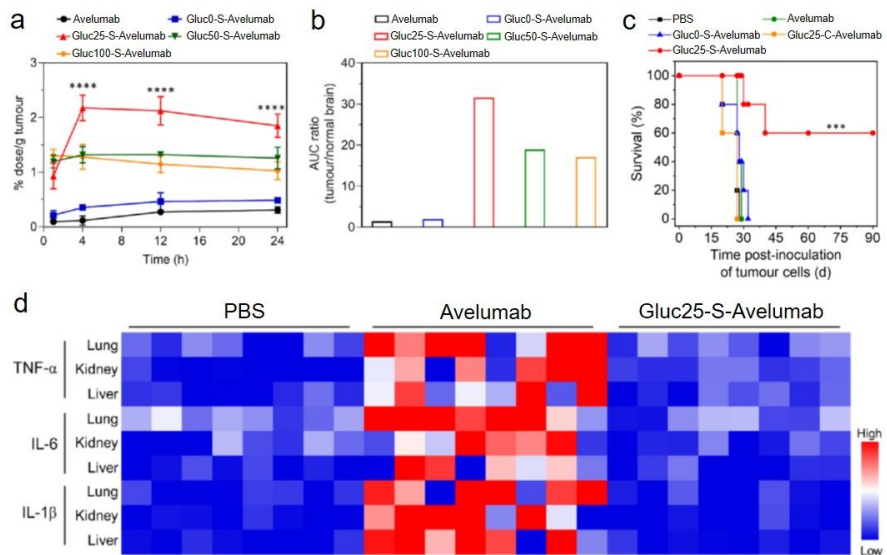 a
Avelumab
Gluc0-S-Avelumab
Gluc25-S-Avelumab
Gluc50-S-Avelumab
Gluc100-S-Avelumab
3
2
1
0
% dose/g tumour
****
****
****
0
4
8
12
16
20
24
Time (h)
b
Avelumab
Gluc0-S-Avelumab
Gluc25-S-Avelumab
Gluc50-S-Avelumab
Gluc100-S-Avelumab
40
30
20
10
0
AUC ratio
(tumour/normal brain)
c
PBS
Avelumab
Gluc0-S-Avelumab
Gluc25-C-Avelumab
Gluc25-S-Avelumab
100
80
60
40
20
0
Survival (%)
***
0
15
30
45
60
75
90
Time post-inoculation
of tumour cells (d)
d
PBS
Avelumab
Gluc25-S-Avelumab
TNF-α
Lung
Kidney
Liver
IL-6
Lung
Kidney
Liver
IL-1β
Lung
Kidney
Liver
High
Low